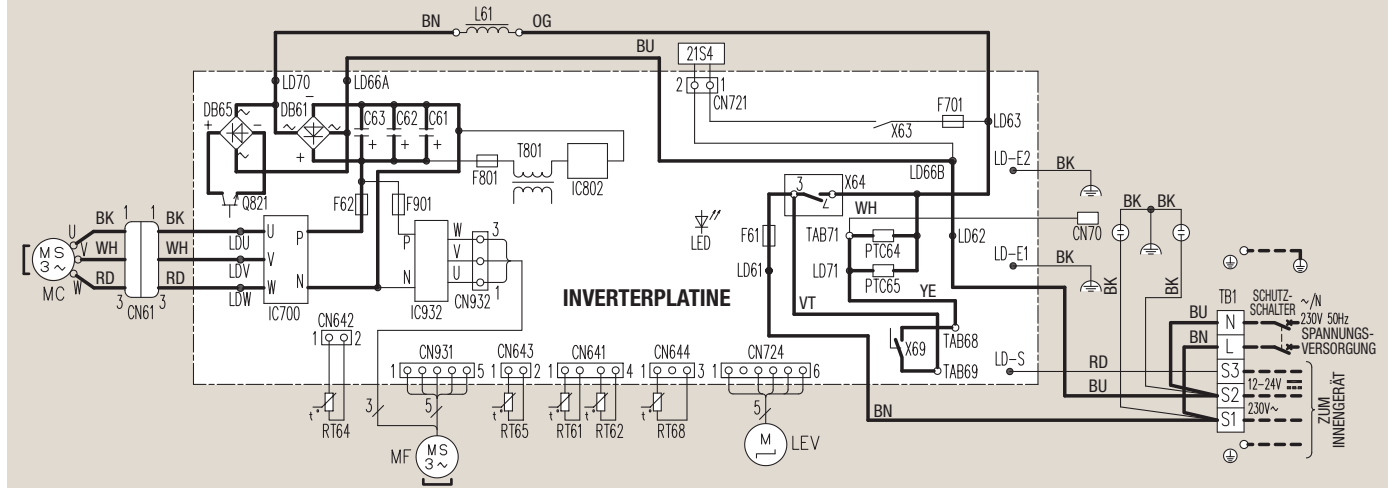 BN L61 OG
BU
21S4
2 1
CN721
LD70 LD66A
DB65 DB61
+ − ~ − ~ ~ + ~
C63 C62 C61
+ + +
F701
X63
LD63
T801
F801
IC802
LD66B
LD-E2 BK
Q821
F62 F901
3 X64
WH
BK BK
1 1
BK BK
U V W
WH WH
RD RD
3 3
MS
3~
MC
CN61
LDU
LDV
LDW
U P
V
W N
IC700
P W
V
N U
IC932
3
1
CN932
LED
F61
LD61
TAB71
PTC64
LD71
PTC65
LD62
CN70
LD-E1 BK
BK BK
INVERTERPLATINE
VT YE
X69
TAB68
TAB69
LD-S
RD
BU
BN
TB1
SCHUTZ-
SCHALTER
~/N
230V 50Hz
SPANNUNGS-
VERSORGUNG
BU N
BN L
S3
S2 12-24V
S1 230V~
ZUM
INNENGERÄT
CN642
1 2
CN931
1 5
CN643
1 2
CN641
1 4
CN644
1 3
CN724
1 6
t° RT64
3
5
t° RT65
t° RT61
t° RT62
t° RT68
5
MF
MS
3~
M
LEV